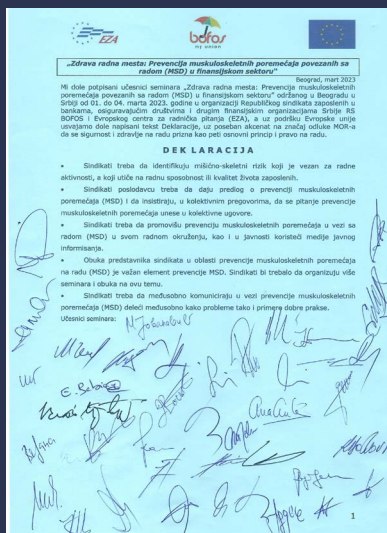 EZA
bofos
my union
„Zdrava radna mesta: Prevencija muskuloskeletnih poremećaja povezanih sa
radom (MSD) u finansijskom sektoru“
Beograd, mart 2023
Mi dole potpisani učesnici seminara „Zdrava radna mesta: Prevencija muskuloskeletnih
poremećaja povezanih sa radom (MSD) u finansijskom sektoru“ održanog u Beogradu u
Srbiji od 01. do 04. marta 2023. godine u organizaciji Republičkog sindikata zaposlenih u
bankama, osiguravajućim društvima i drugim finansijskim organizacijama Srbije RS
BOFOS i Evropskog centra za radnička pitanja (EZA), a uz podršku Evropske unije
usvajamo dole napisani tekst Deklaracije, uz poseban akcenat na značaj odluke MOR-a
da se sigurnost i zdravlje na radu prizna kao peti osnovni princip i pravo na radu.
DEKLARACIJA
• Sindikati treba da identifikuju mišićno-skeletni rizik koji je vezan za radne
aktivnosti, a koji utiče na radnu sposobnost ili kvalitet života zaposlenih.
• Sindikati poslodavcu treba da daju predlog o prevenciji muskuloskeletnih
poremećaja (MSD) i da insistiraju, u kolektivnim pregovorima, da se pitanje prevencije
muskuloskeletnih poremećaja unese u kolektivne ugovore.
• Sindikati treba da promovišu prevenciju muskuloskeletnih poremećaja u vezi sa
radom (MSD) u svom radnom okruženju, kao i u javnosti koristeći medije javnog
informisanja.
• Obuka predstavnika sindikata u oblasti prevencije muskuloskeletnih poremećaja
na radu (MSD) je važan element prevencije MSD. Sindikati bi trebalo da organizuju više
seminara i obuka na ovu temu.
• Sindikati treba da međusobno komuniciraju u vezi prevencije muskuloskeletnih
poremećaja (MSD) deleći međusobno kako probleme tako i primere dobre prakse.
Učesnici seminara:
1